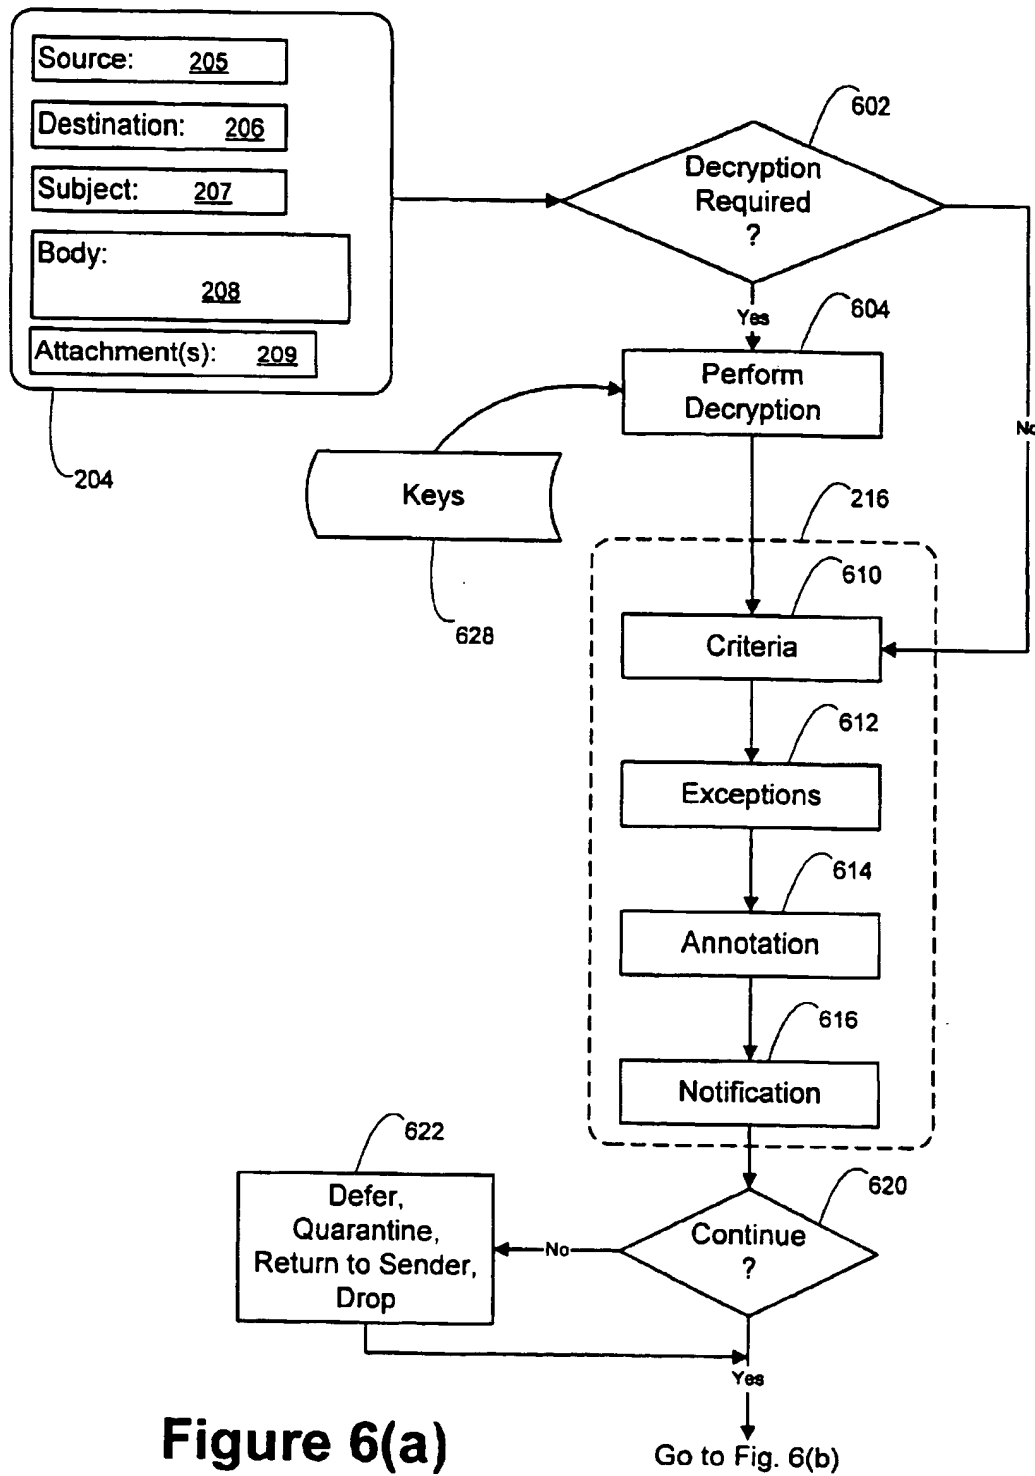 Source: 205
Destination: 206
Subject: 207
Body:
208
Attachment(s): 209
204
602
Decryption
Required
?
Yes
No
604
Perform
Decryption
Keys
628
216
610
Criteria
612
Exceptions
614
Annotation
616
Notification
620
Continue
?
No
622
Defer,
Quarantine,
Return to Sender,
Drop
Yes
Go to Fig. 6(b)
Figure 6(a)